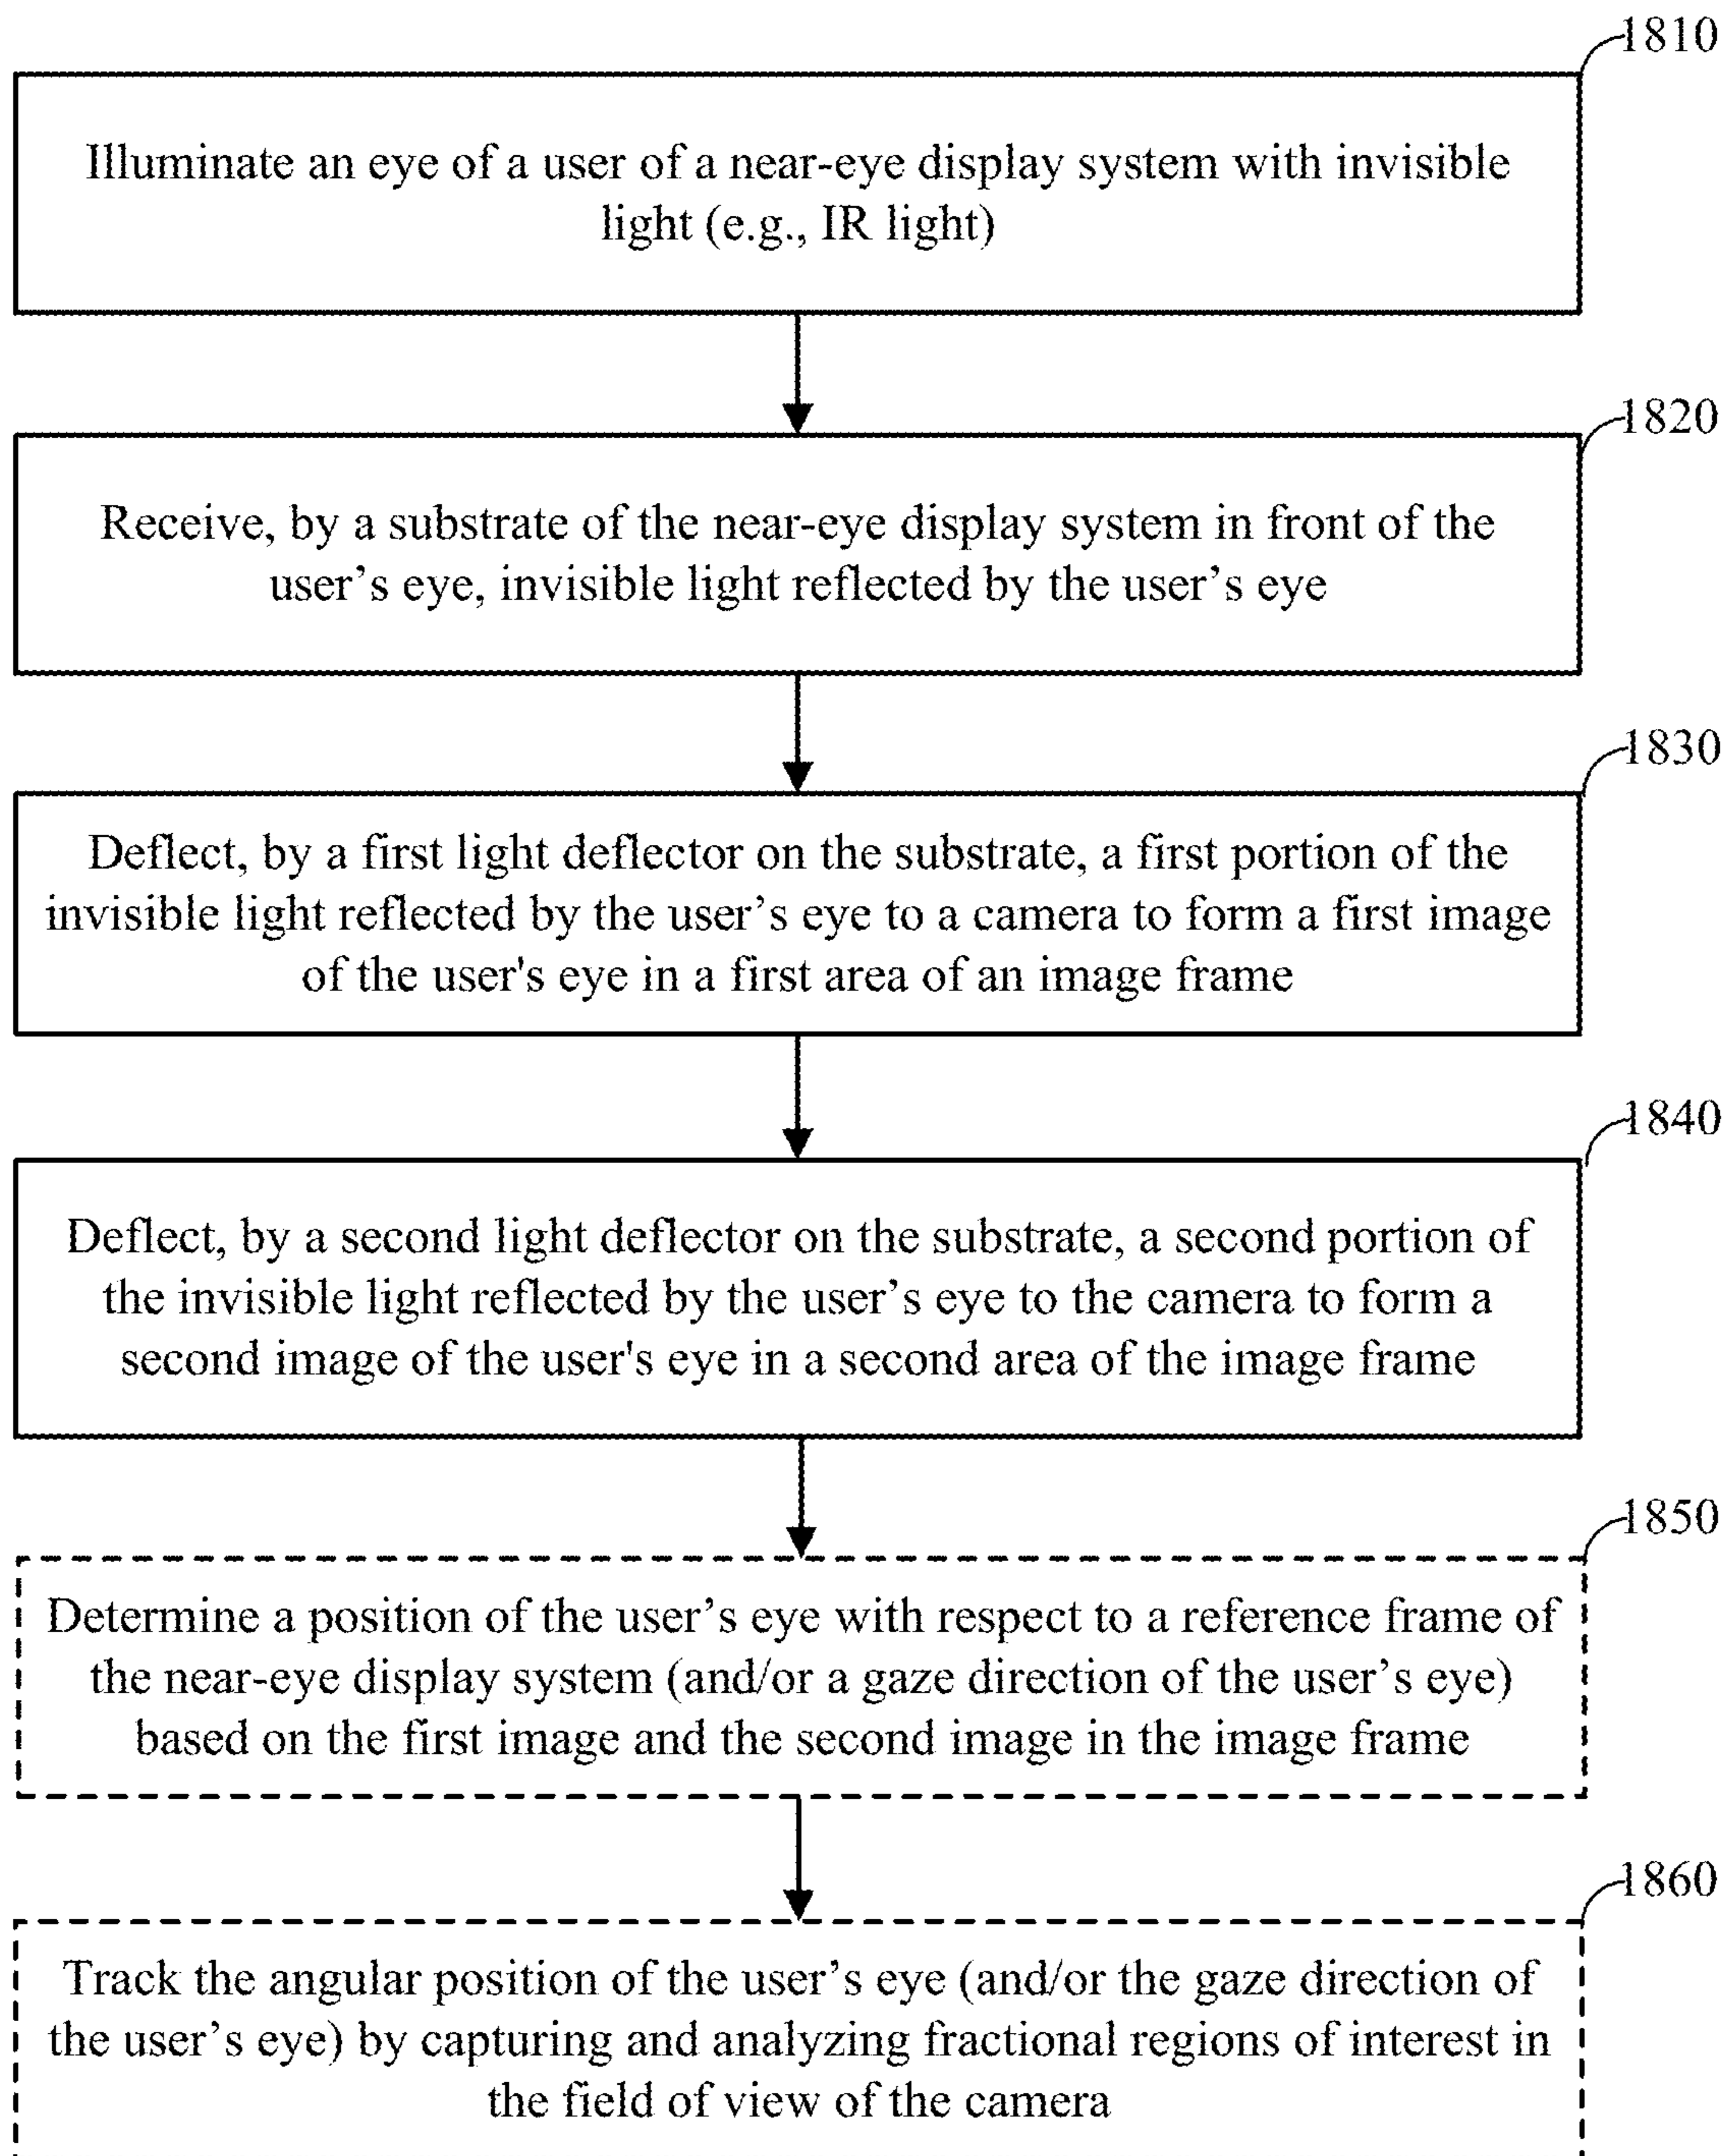 1810
Illuminate an eye of a user of a near-eye display system with invisible
light (e.g., IR light)
1820
Receive, by a substrate of the near-eye display system in front of the
user’s eye, invisible light reflected by the user’s eye
1830
Deflect, by a first light deflector on the substrate, a first portion of the
invisible light reflected by the user’s eye to a camera to form a first image
of the user's eye in a first area of an image frame
1840
Deflect, by a second light deflector on the substrate, a second portion of
the invisible light reflected by the user’s eye to the camera to form a
second image of the user's eye in a second area of the image frame
1850
Determine a position of the user’s eye with respect to a reference frame of
the near-eye display system (and/or a gaze direction of the user’s eye)
based on the first image and the second image in the image frame
1860
Track the angular position of the user’s eye (and/or the gaze direction of
the user’s eye) by capturing and analyzing fractional regions of interest in
the field of view of the camera